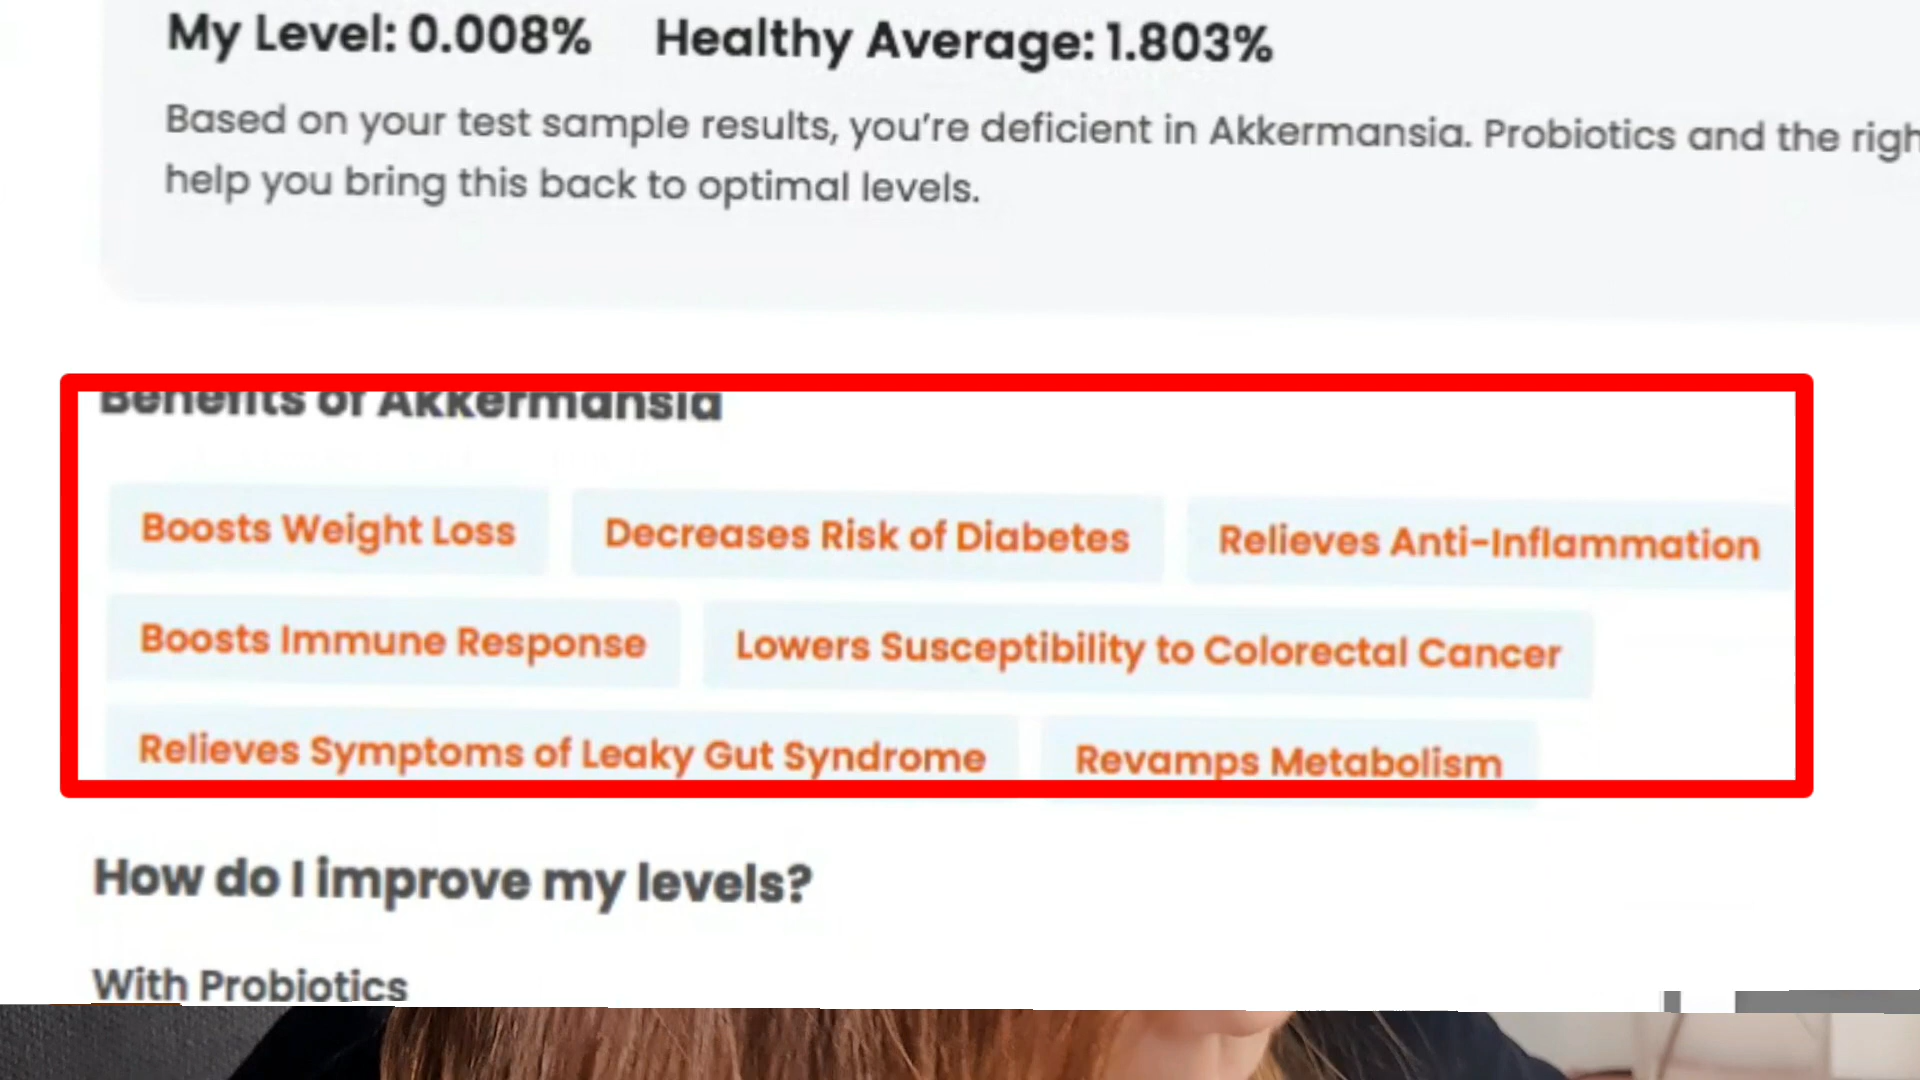 My Level: 0.008% Healthy Average: 1.803%
Based on your test sample results, you're deficient in Akkermansia. Probiotics and the righ
help you bring this back to optimal levels.
Benefits of Akkermansia
Boosts Weight Loss Decreases Risk of Diabetes Relieves Anti-Inflammation
Boosts Immune Response Lowers Susceptibility to Colorectal Cancer
Relieves Symptoms of Leaky Gut Syndrome Revamps Metabolism
How do I improve my levels?
With Probiotics